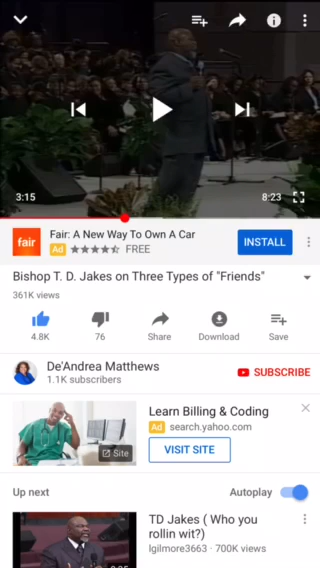 3:15
8:23
fair
Fair: A New Way To Own A Car
Ad FREE
INSTALL
Bishop T. D. Jakes on Three Types of "Friends"
361K views
4.8K 76 Share Download Save
De'Andrea Matthews
1.1K subscribers
SUBSCRIBE
Learn Billing & Coding
Ad search.yahoo.com
Site
VISIT SITE
Up next Autoplay
TD Jakes ( Who you
rollin wit?)
lgilmore3663 · 700K views